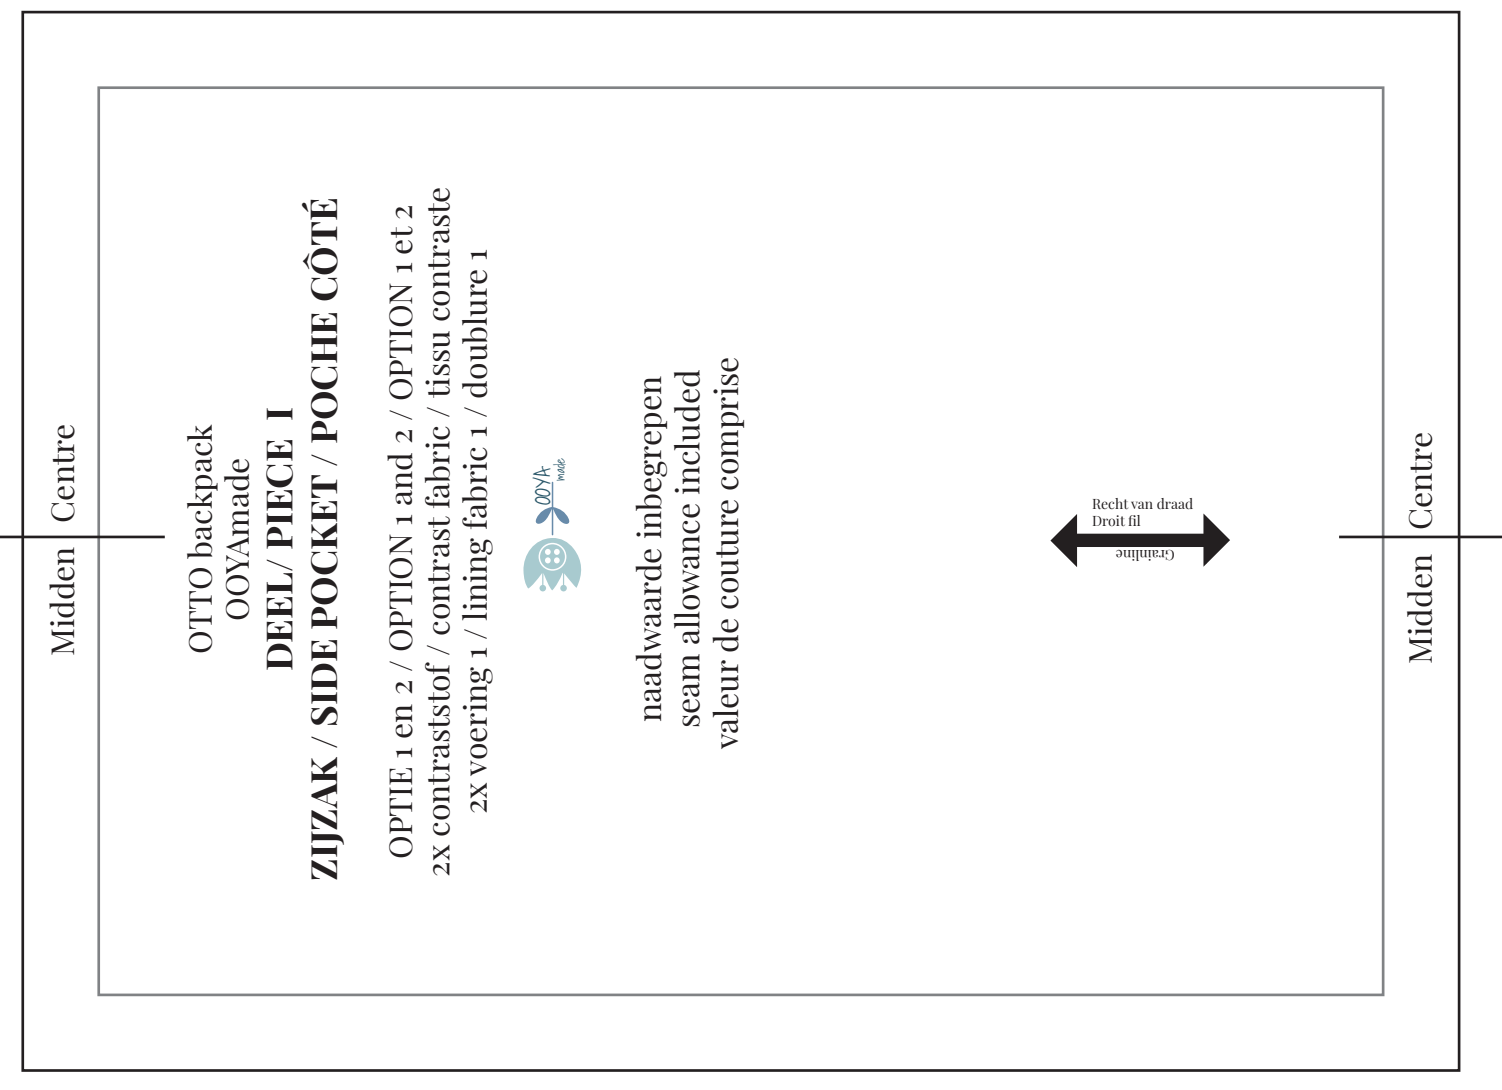 Midden Centre
OTTO backpack
OOYAmade
DEEL/ PIECE I
ZIJZAK / SIDE POCKET / POCHE CÔTÉ
OPTIE 1 en 2 / OPTION 1 and 2 / OPTION 1 et 2
2x contraststof / contrast fabric / tissu contraste
2x voering 1 / lining fabric 1 / doublure 1
OOYA
made
naadwaarde inbegrepen
seam allowance included
valeur de couture comprise
Recht van draad
Droit fil
Grainline
Midden Centre